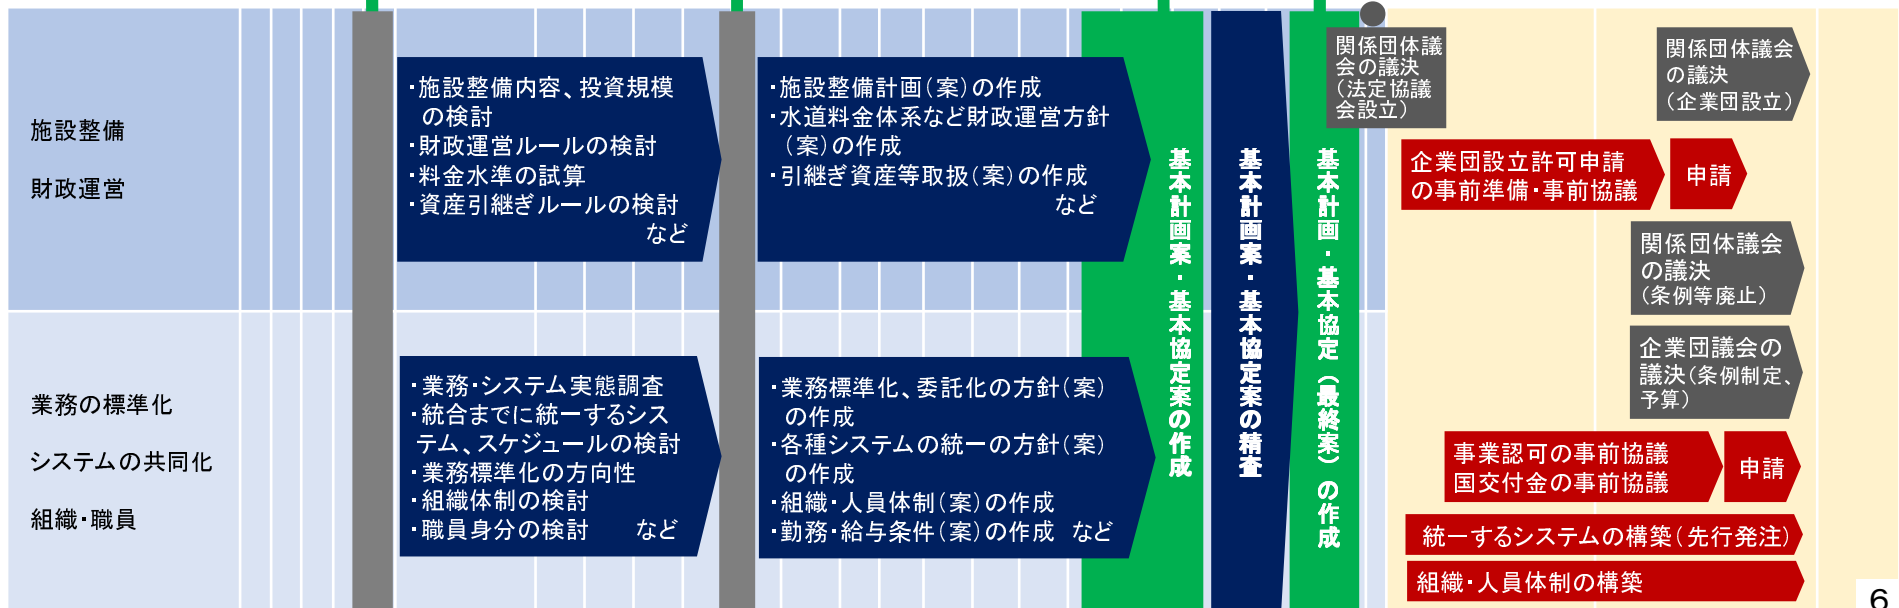 施設整備
財政運営
・施設整備内容、投資規模
の検討
・財政運営ルールの検討
・料金水準の試算
・資産引継ぎルールの検討
など
・施設整備計画（案）の作成
・水道料金体系など財政運営方針
（案）の作成
・引継ぎ資産等取扱（案）の作成
など
業務の標準化
システムの共同化
組織・職員
・業務・システム実態調査
・統合までに統一するシス
テム、スケジュールの検討
・業務標準化の方向性
・組織体制の検討
・職員身分の検討　など
・業務標準化、委託化の方針（案）
の作成
・各種システムの統一の方針（案）
の作成
・組織・人員体制（案）の作成
・勤務・給与条件（案）の作成　など
基本計画案・基本協定案の作成
基本計画案・基本協定案の精査
基本計画・基本協定（最終案）の作成
関係団体議
会の議決
（法定協議
会設立）
関係団体議会
の議決
（企業団設立）
企業団設立許可申請
の事前準備・事前協議
申請
関係団体議会
の議決
（条例等廃止）
企業団議会の
議決（条例制定、
予算）
事業認可の事前協議
国交付金の事前協議
申請
統一するシステムの構築（先行発注）
組織・人員体制の構築
6